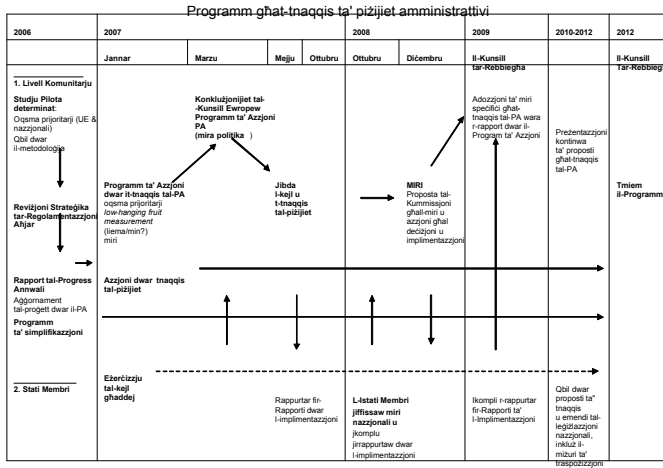 Programm għat-tnaqqis ta' piżijiet amministrattivi
2006
2007
2008
2009
2010-2012
2012
Jannar
Marzu
Mejju
Ottubru
Ottubru
Diċembru
Il-Kunsill
tar-Rebbiegħa
Il-Kunsill
Tar-Rebbieg
1. Livell Komunitarju
Studju Pilota
determinat:
Oqsma prijoritarji (UE &
nazzjonali)
Qbil dwar
il-metodoloġija
Reviżjoni Strateġika
tar-Regolamentazzjoni
Aħjar
Rapport tal-Progress
Annwali
Aġġornament
tal-proġett dwar il-PA
Programm
ta' simplifikazzjoni
Programm ta' Azzjoni
dwar it-tnaqqis tal-PA
oqsma prijoritarji
low-hanging fruit
measurement
(liema/min?)
miri
Azzjoni dwar tnaqqis
tal-piżijiet
Konklużjonijiet tal-
-Kunsill Ewropew
Programm ta' Azzjoni
PA
(mira politika )
Jibda
l-kejl u
t-tnaqqis
tal-piżijiet
MIRI
Proposta tal-
Kummissjoni
għall-miri u
azzjoni għal
deċiżjoni u
implimentazzjoni
Adozzjoni ta' miri
speċifiċi għat-
tnaqqis tal-PA wara
r-rapport dwar il-
Program ta' Azzjoni
Preżentazzjoni
kontinwa
ta' proposti
għat-tnaqqis
tal-PA
Tmiem
il-Programm
2. Stati Membri
Eżerċizzju
tal-kejl
għaddej
Rappurtar fir-
Rapporti dwar
l-implimentazzjoni
L-Istati Membri
jiffissaw miri
nazzjonali u
jkomplu
jirrappurtaw dwar
l-implimentazzjoni
Ikompli r-rappurtar
fir-Rapporti ta'
l-Implimentazzjoni
Qbil dwar
proposti ta"
tnaqqis
u emendi tal-
leġiżlazzjoni
nazzjonali,
inkluż il-
miżuri ta'
traspożizzjoni